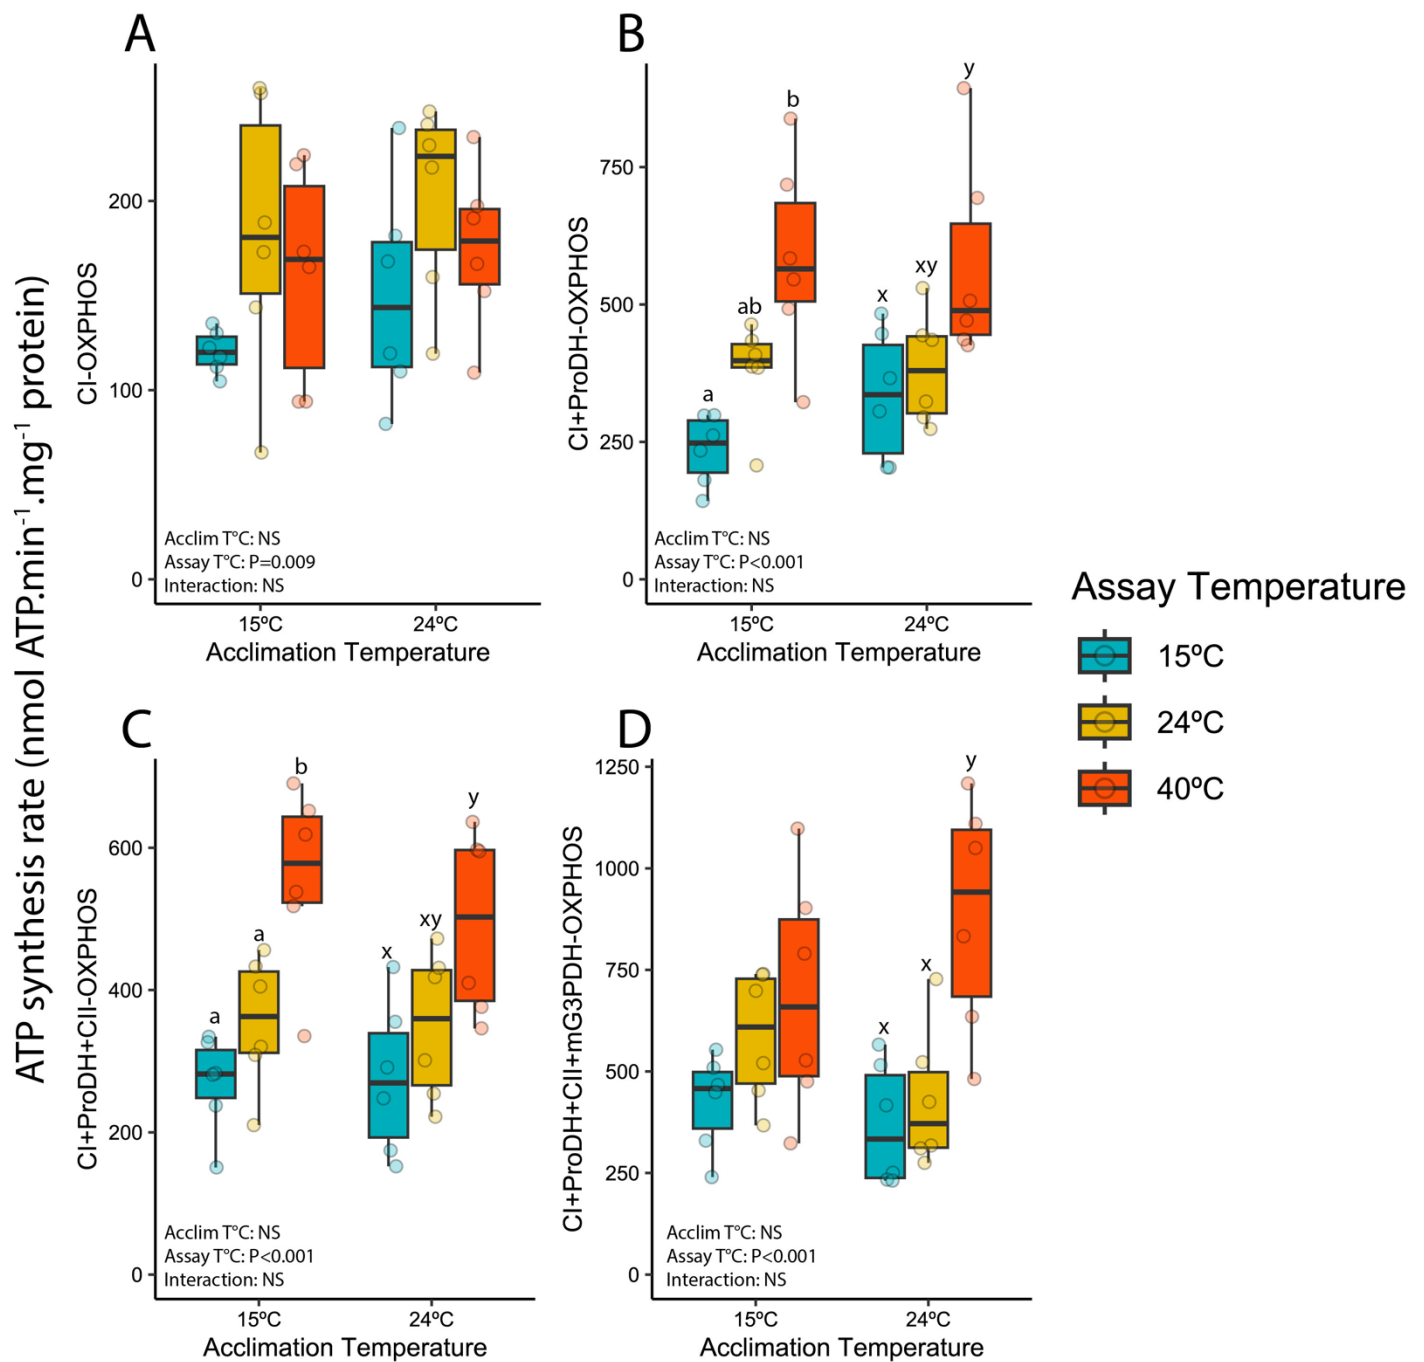 ATP synthesis rate (nmol ATP.min-1.mg-1 protein)
A
CI-OXPHOS
200
100
0
Acclim T°C: NS
Assay T°C: P=0.009
Interaction: NS
15ºC
24ºC
Acclimation Temperature
B
CI+ProDH-OXPHOS
750
500
250
0
a
ab
b
x
xy
y
Acclim T°C: NS
Assay T°C: P<0.001
Interaction: NS
15ºC
24ºC
Acclimation Temperature
Assay Temperature
15ºC
24ºC
40ºC
C
CI+ProDH+CII-OXPHOS
600
400
200
0
a
a
b
x
xy
y
Acclim T°C: NS
Assay T°C: P<0.001
Interaction: NS
15ºC
24ºC
Acclimation Temperature
D
CI+ProDH+CII+mG3PDH-OXPHOS
1250
1000
750
500
250
0
x
x
y
Acclim T°C: NS
Assay T°C: P<0.001
Interaction: NS
15ºC
24ºC
Acclimation Temperature